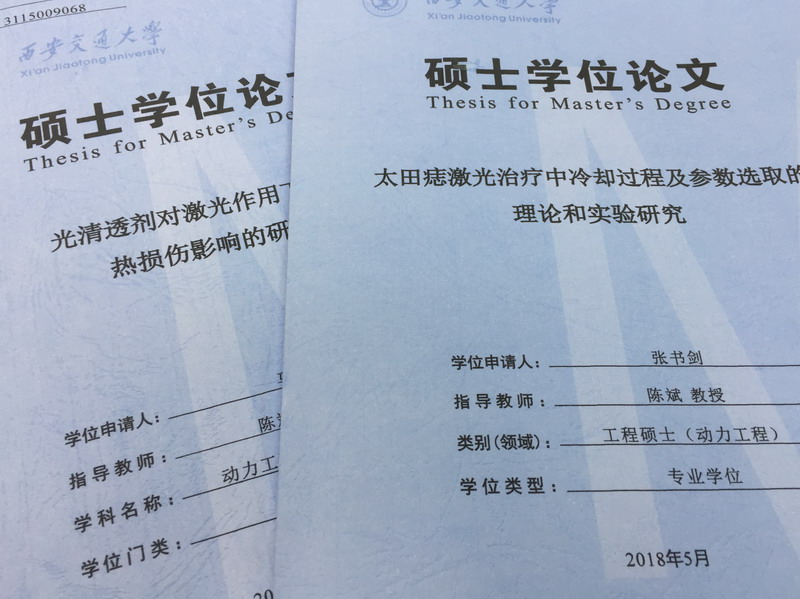 3115009068
西安交通大学
Xi'an Jiaotong University
硕士学位论
Thesis for Master's De
光清透剂对激光作用
热损伤影响的研
学位申请人：
指导教师： 陈
学科名称： 动力工
学位门类：
20
西安交通大学
Xi'an Jiaotong University
硕士学位论文
Thesis for Master's Degree
太田痣激光治疗中冷却过程及参数选取的
理论和实验研究
学位申请人： 张书剑
指导教师： 陈斌 教授
类别(领域)： 工程硕士（动力工程）
学位类型： 专业学位
2018年5月